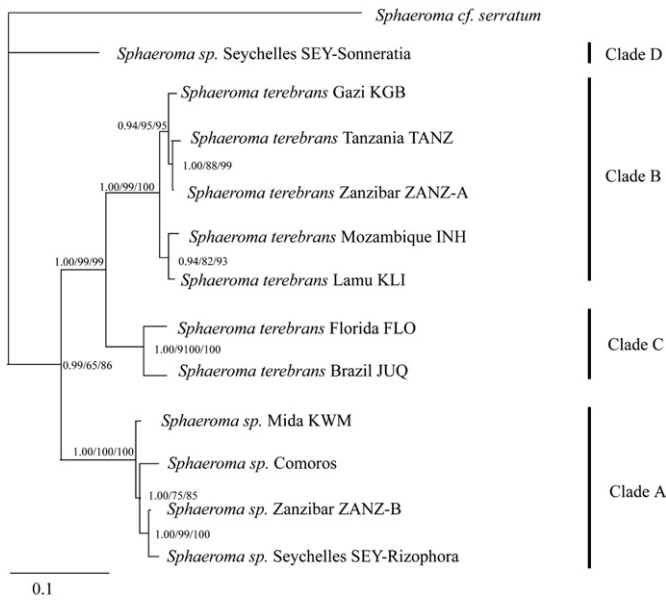 Sphaeroma cf. serratum
Sphaeroma sp. Seychelles SEY-Sonneratia
Clade D
Sphaeroma terebrans Gazi KGB
0.94/95/95
Sphaeroma terebrans Tanzania TANZ
1.00/88/99
Clade B
1.00/99/100
Sphaeroma terebrans Zanzibar ZANZ-A
Sphaeroma terebrans Mozambique INH
0.94/82/93
1.00/99/99
Sphaeroma terebrans Lamu KLI
Sphaeroma terebrans Florida FLO
1.00/9100/100
Clade C
0.99/65/86
Sphaeroma terebrans Brazil JUQ
Sphaeroma sp. Mida KWM
1.00/100/100
Sphaeroma sp. Comoros
Clade A
1.00/75/85
Sphaeroma sp. Zanzibar ZANZ-B
1.00/99/100
Sphaeroma sp. Seychelles SEY-Rizophora
0.1